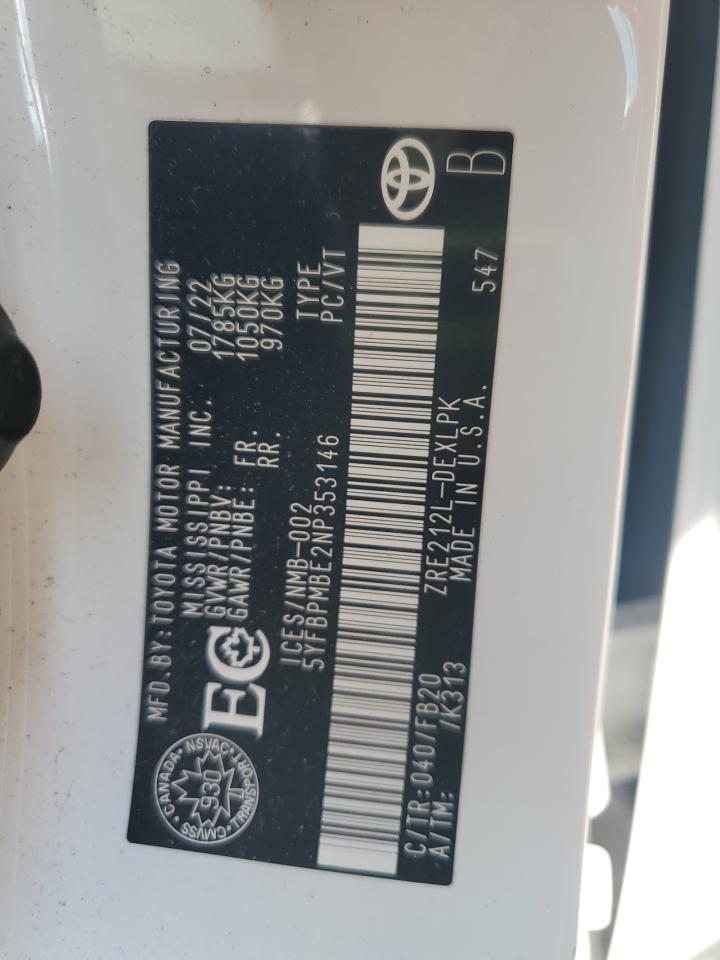 MFD.BY:TOYOTA MOTOR MANUFACTURING
MISSISSIPPI INC. 07/22
GVWR/PNBV: 1785KG
GAWR/PNBE: FR. 1050KG
RR. 970KG
EC
CANADA • NSVAC • TRANSPORT • CMVSS
930
ICES/NMB-002 TYPE
5YFBPMBE2NP353146 PC/VT
C/TR:040/FB20 ZRE212L-DEXLPK 547 B
A/TM: /K313 MADE IN U.S.A.